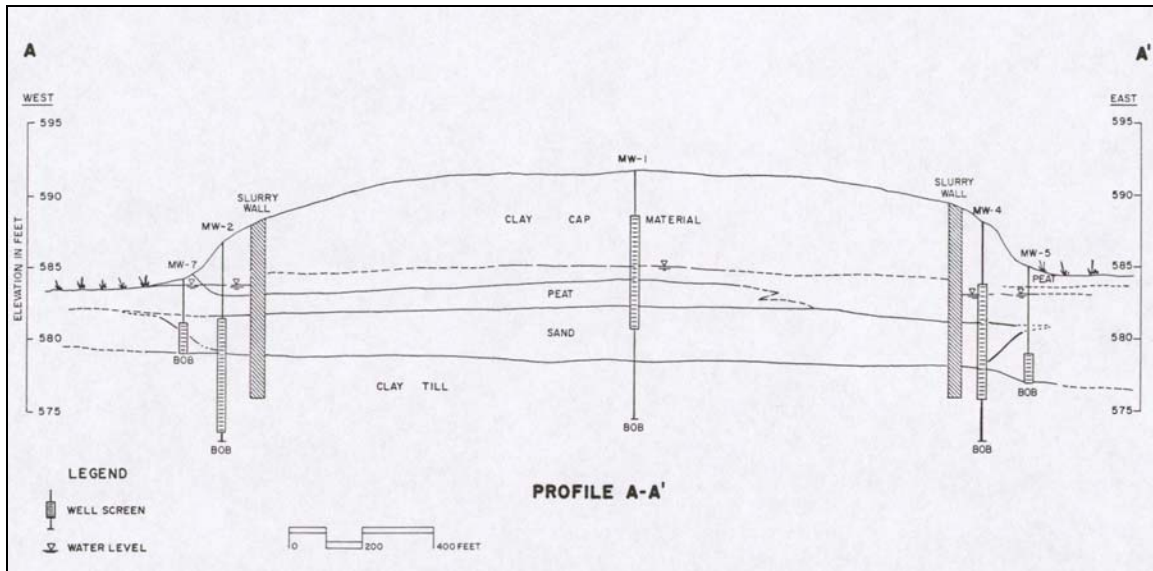 A
A'
WEST
EAST
595
590
585
580
575
ELEVATION IN FEET
595
590
585
580
575
MW-7
MW-2
SLURRY
WALL
MW-1
SLURRY
WALL
MW-4
MW-5
CLAY CAP MATERIAL
PEAT
PEAT
SAND
CLAY TILL
BOB
BOB
BOB
BOB
BOB
LEGEND
WELL SCREEN
WATER LEVEL
PROFILE A-A'
0 200 400 FEET